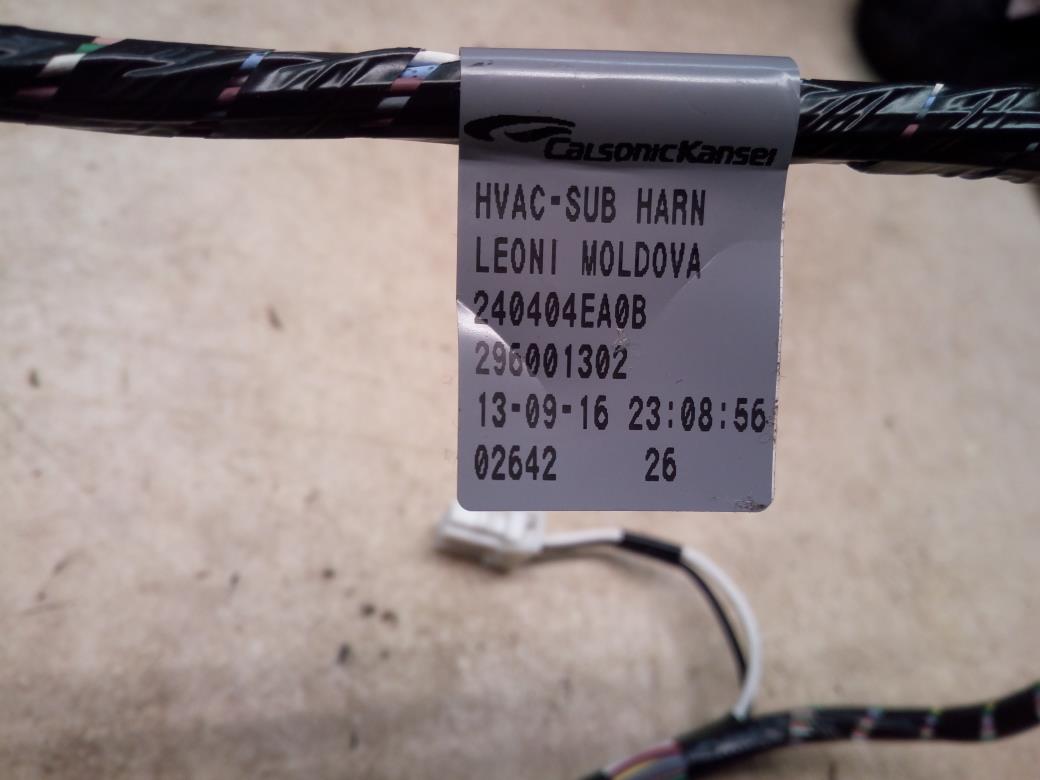 CalsonicKansei
HVAC-SUB HARN
LEONI MOLDOVA
240404EA0B
296001302
13-09-16 23:08:56
02642 26